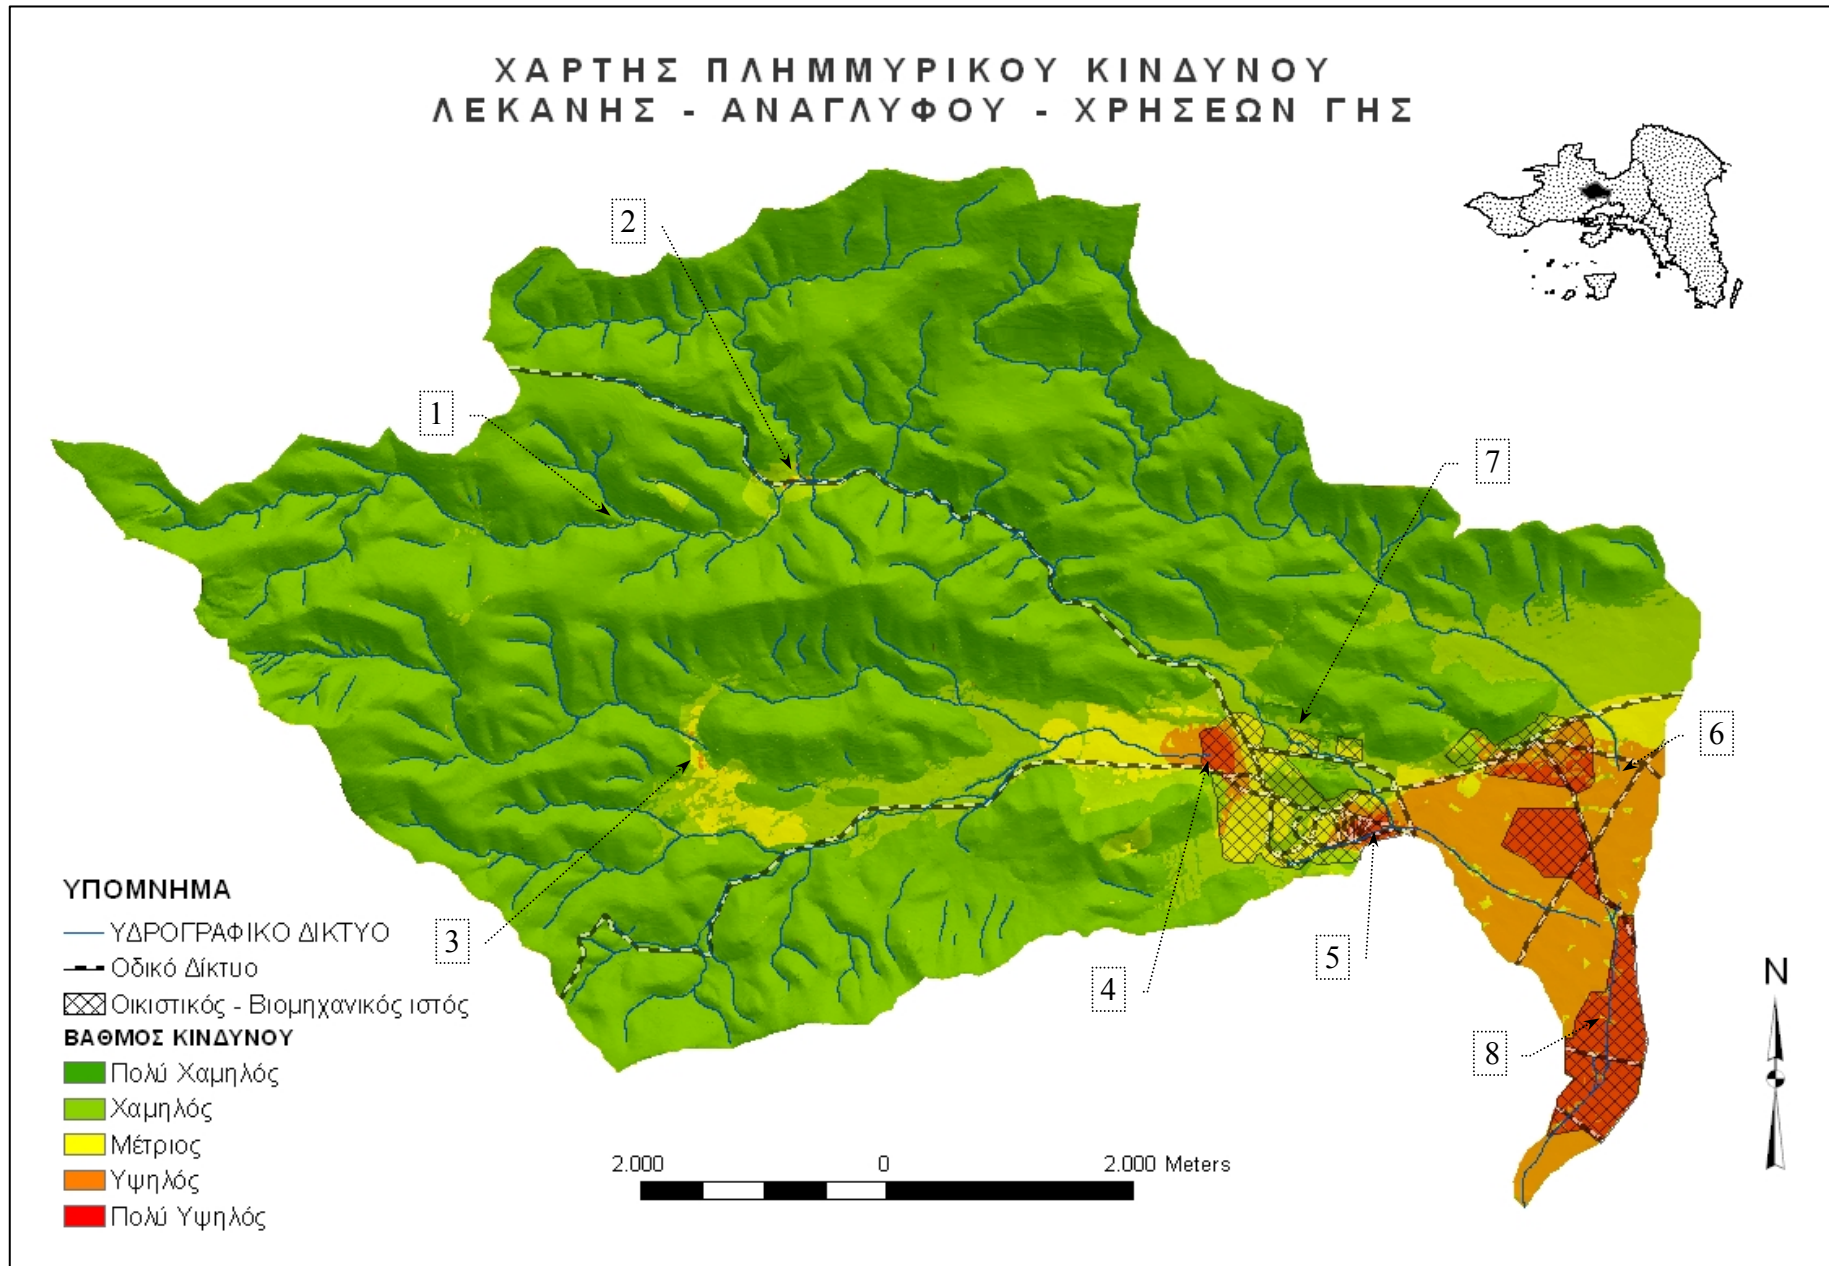 ΧΑΡΤΗΣ ΠΛΗΜΜΥΡΙΚΟΥ ΚΙΝΔΥΝΟΥ
ΛΕΚΑΝΗΣ - ΑΝΑΓΛΥΦΟΥ - ΧΡΗΣΕΩΝ ΓΗΣ
2
1
7
6
3
5
4
8
N
ΥΠΟΜΝΗΜΑ
ΥΔΡΟΓΡΑΦΙΚΟ ΔΙΚΤΥΟ
Οδικό Δίκτυο
Οικιστικός - Βιομηχανικός ιστός
ΒΑΘΜΟΣ ΚΙΝΔΥΝΟΥ
Πολύ Χαμηλός
Χαμηλός
Μέτριος
Υψηλός
Πολύ Υψηλός
2.000 0 2.000 Meters